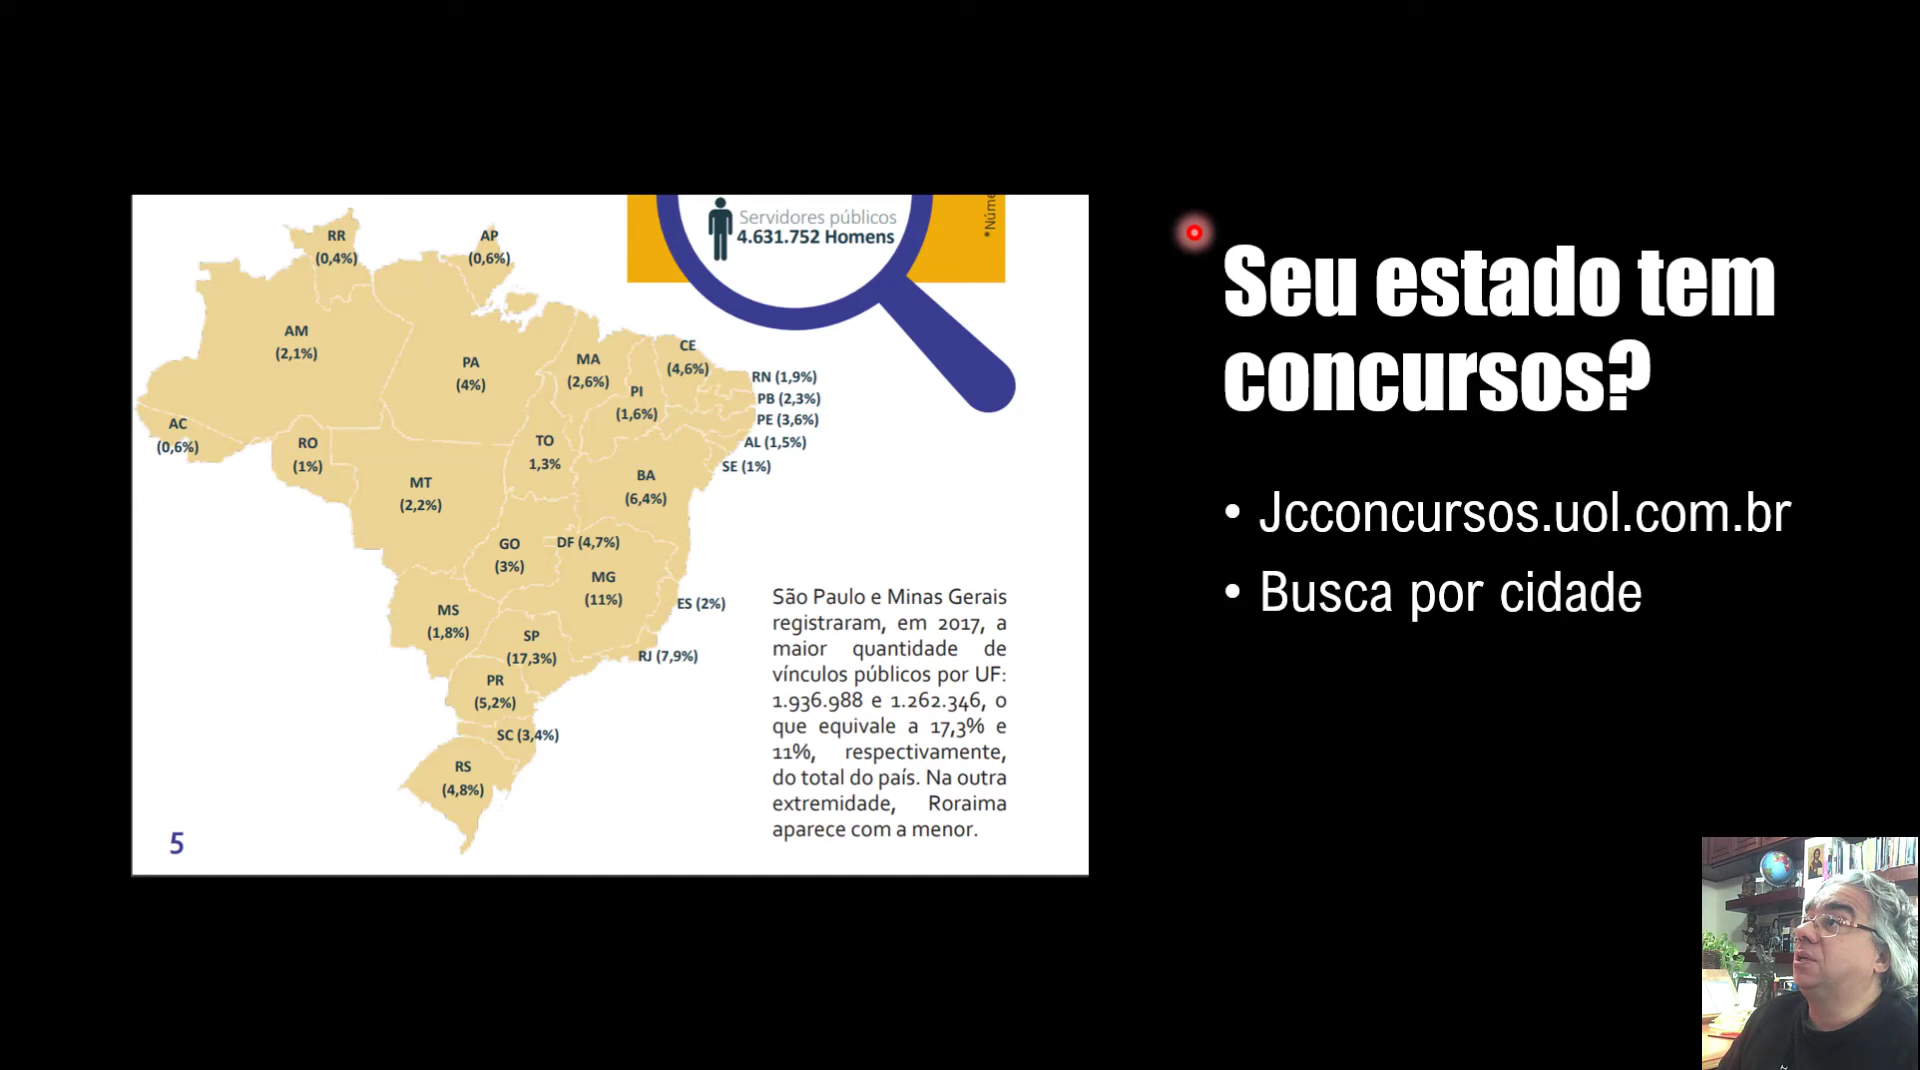 Servidores públicos
4.631.752 Homens
*Núme
RR
(0,4%)
AP
(0,6%)
AM
(2,1%)
PA
(4%)
MA
(2,6%)
CE
(4,6%)
PI
(1,6%)
RN (1,9%)
PB (2,3%)
PE (3,6%)
AL (1,5%)
SE (1%)
AC
(0,6%)
RO
(1%)
TO
1,3%
MT
(2,2%)
BA
(6,4%)
GO
(3%)
DF (4,7%)
MG
(11%)
ES (2%)
MS
(1,8%)
SP
(17,3%)
RJ (7,9%)
PR
(5,2%)
SC (3,4%)
RS
(4,8%)
São Paulo e Minas Gerais
registraram, em 2017, a
maior quantidade de
vínculos públicos por UF:
1.936.988 e 1.262.346, o
que equivale a 17,3% e
11%, respectivamente,
do total do país. Na outra
extremidade, Roraima
aparece com a menor.
5
Seu estado tem
concursos?
• Jcconcursos.uol.com.br
• Busca por cidade